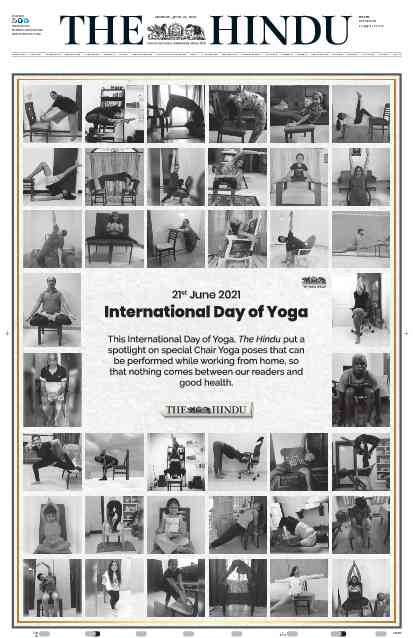 THE HINDU
21st June 2021
International Day of Yoga
This International Day of Yoga, The Hindu put a
spotlight on special Chair Yoga poses that can
be performed while working from home, so
that nothing comes between our readers and
good health.
THE HINDU